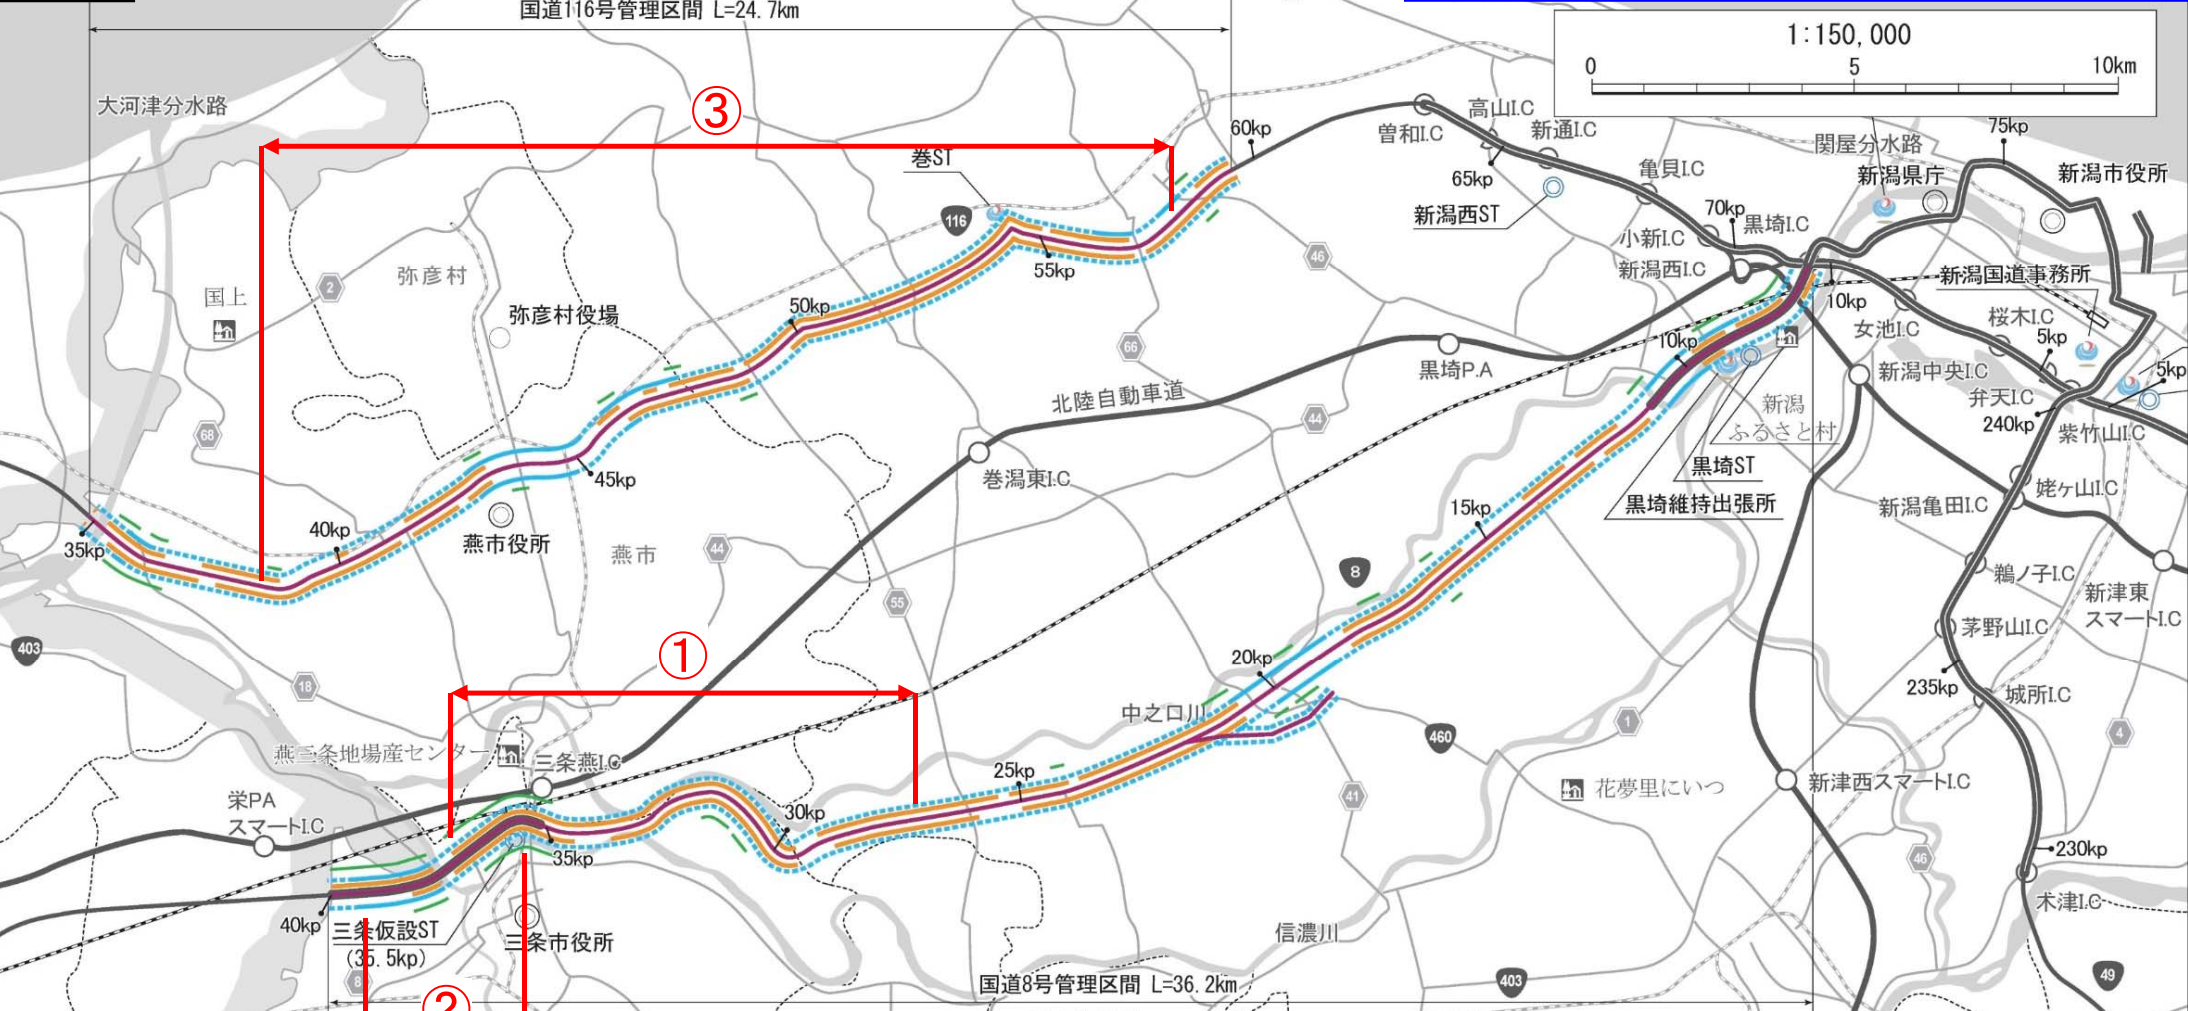 国道116号管理区間 L=24.7km
1:150,000
0
5
10km
大河津分水路
③
60kp
曽和I.C
高山I.C
新通I.C
65kp
新潟西ST
亀貝I.C
関屋分水路
75kp
新潟県庁
新潟市役所
巻ST
116
70kp
黒埼I.C
小新I.C
新潟西I.C
46
新潟国道事務所
10kp
女池I.C
桜木I.C
5kp
5kp
弥彦村
2
国上
弥彦村役場
50kp
55kp
66
黒埼P.A
10kp
新潟中央I.C
弁天I.C
240kp
紫竹山I.C
新潟
ふるさと村
北陸自動車道
44
黒埼ST
黒埼維持出張所
68
45kp
巻潟東I.C
姥ヶ山I.C
新潟亀田I.C
15kp
35kp
40kp
燕市役所
燕市
44
8
鵜ノ子I.C
新津東
スマートI.C
55
茅野山I.C
403
①
20kp
235kp
城所I.C
18
中之口川
460
1
4
燕三条地場産センター
三条燕I.C
25kp
新津西スマートI.C
花夢里にいつ
41
栄PA
スマートI.C
30kp
35kp
46
230kp
木津I.C
40kp
三条仮設ST
(35.5kp)
三条市役所
信濃川
8
②
国道8号管理区間 L=36.2km
403
49